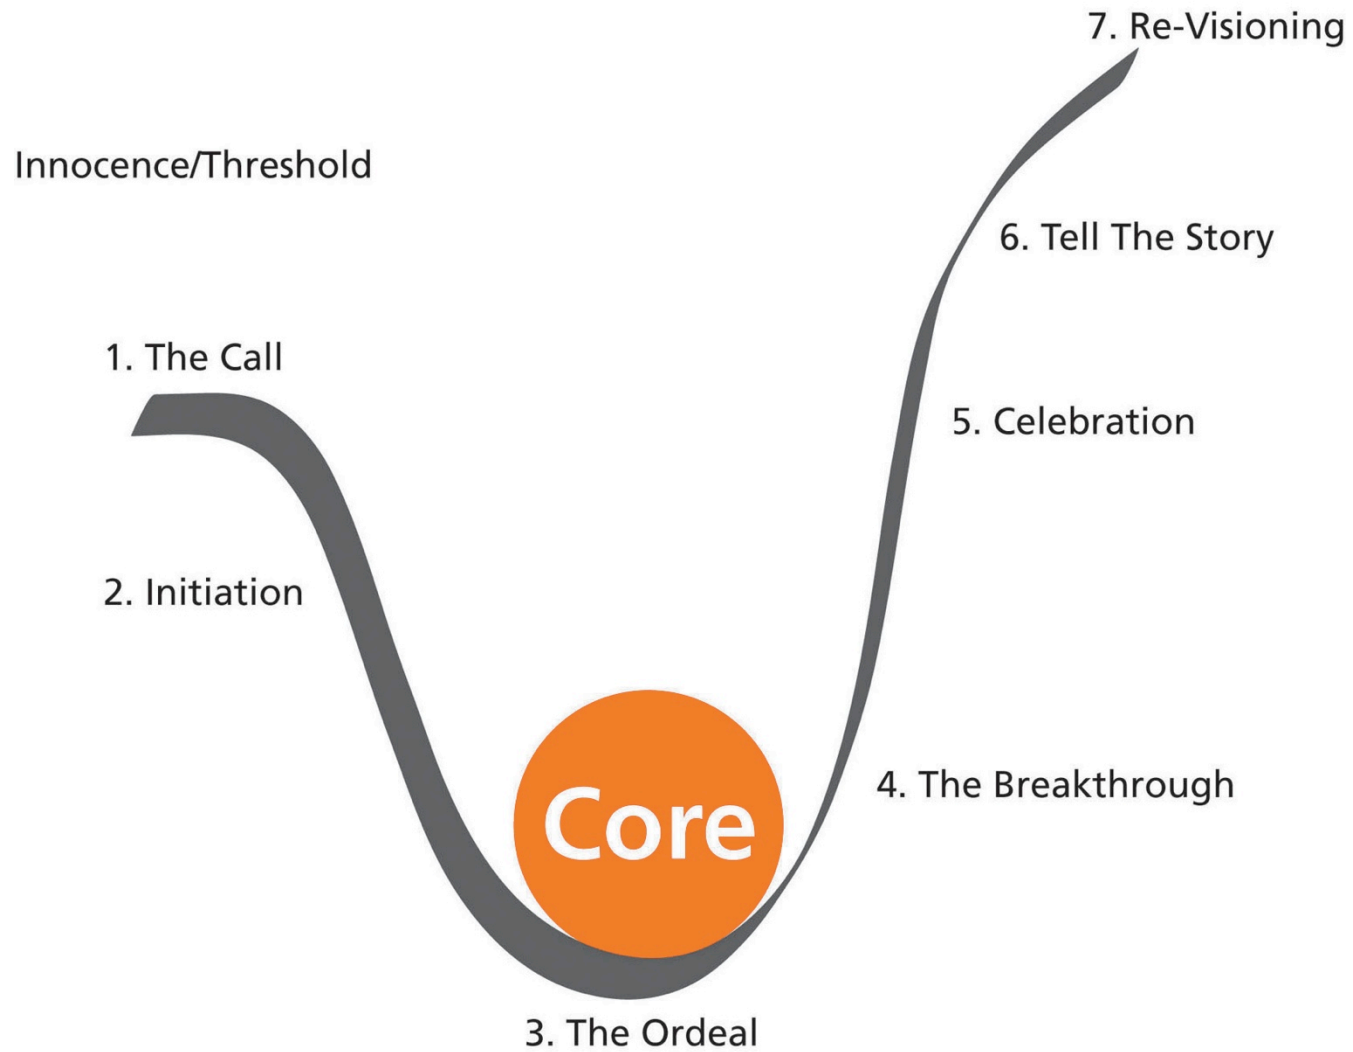 7. Re-Visioning
Innocence/Threshold
6. Tell The Story
1. The Call
5. Celebration
2. Initiation
4. The Breakthrough
Core
3. The Ordeal